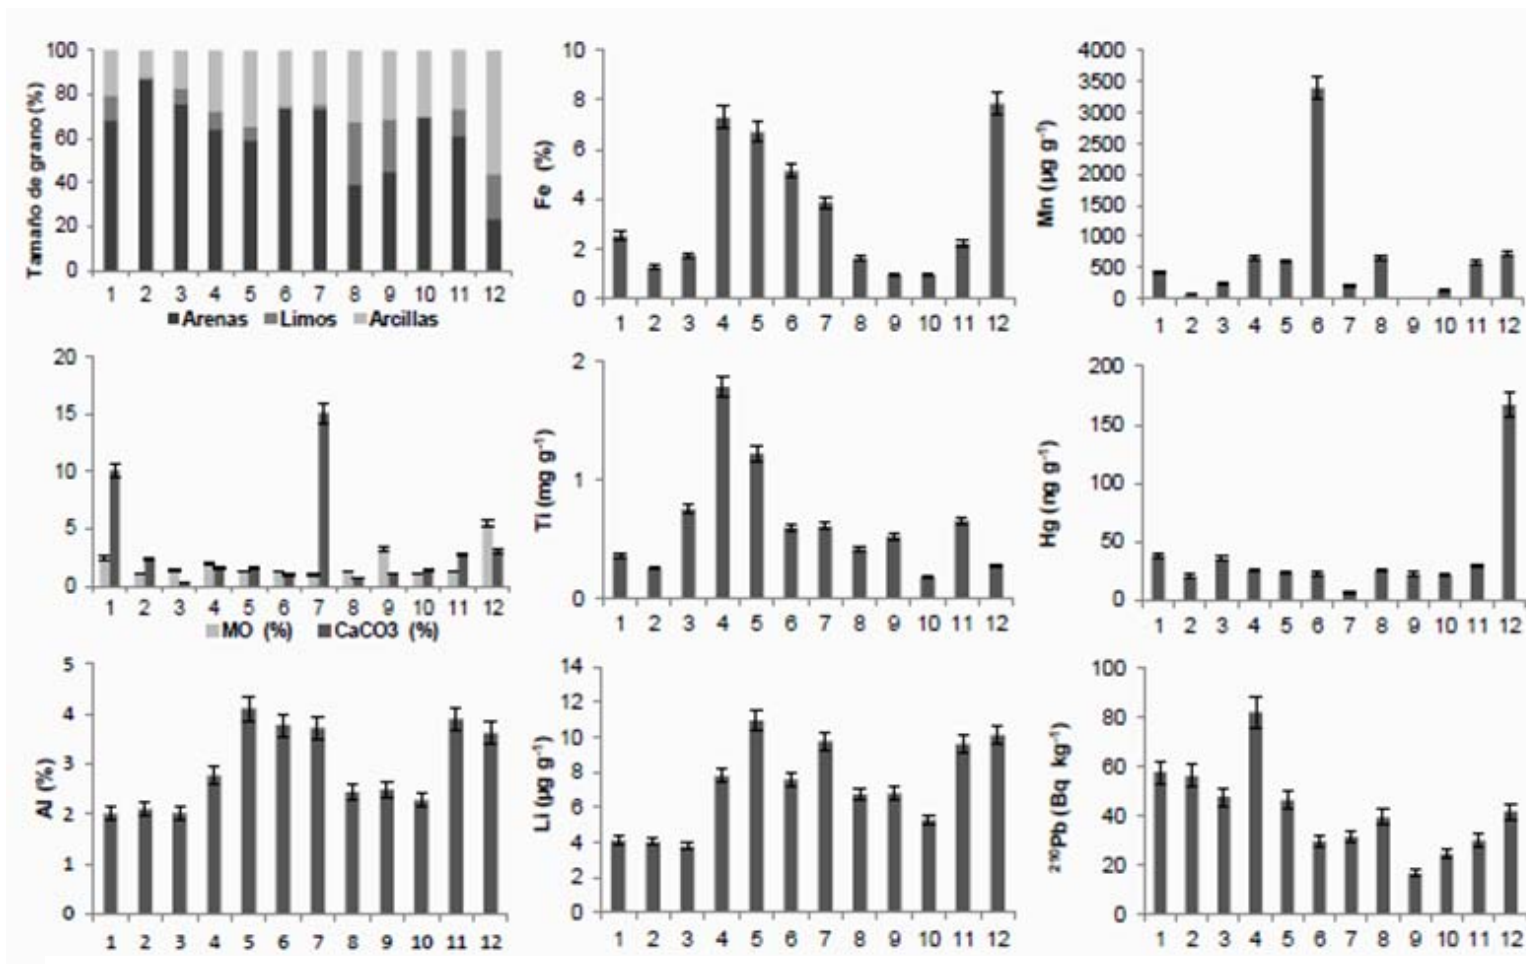 Tamaño de grano (%)
100
80
60
40
20
0
1 2 3 4 5 6 7 8 9 10 11 12
Arenas Limos Arcillas
Fe (%)
10
8
6
4
2
0
1 2 3 4 5 6 7 8 9 10 11 12
Mn (µg g⁻¹)
4000
3500
3000
2500
2000
1500
1000
500
0
1 2 3 4 5 6 7 8 9 10 11 12
20
15
10
5
0
1 2 3 4 5 6 7 8 9 10 11 12
MO (%) CaCO3 (%)
Ti (mg g⁻¹)
2
1
0
1 2 3 4 5 6 7 8 9 10 11 12
Hg (ng g⁻¹)
200
150
100
50
0
1 2 3 4 5 6 7 8 9 10 11 12
Al (%)
5
4
3
2
1
0
1 2 3 4 5 6 7 8 9 10 11 12
Li (µg g⁻¹)
14
12
10
8
6
4
2
0
1 2 3 4 5 6 7 8 9 10 11 12
²¹⁰Pb (Bq kg⁻¹)
100
80
60
40
20
0
1 2 3 4 5 6 7 8 9 10 11 12